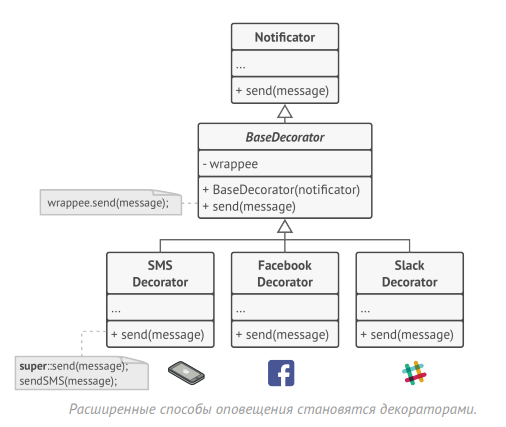 Notificator
...
+ send(message)
BaseDecorator
- wrappee
+ BaseDecorator(notificator)
+ send(message)
wrappee.send(message);
SMS
Decorator
...
+ send(message)
Facebook
Decorator
...
+ send(message)
Slack
Decorator
...
+ send(message)
super::send(message);
sendSMS(message);
f
Расширенные способы оповещения становятся декораторами.